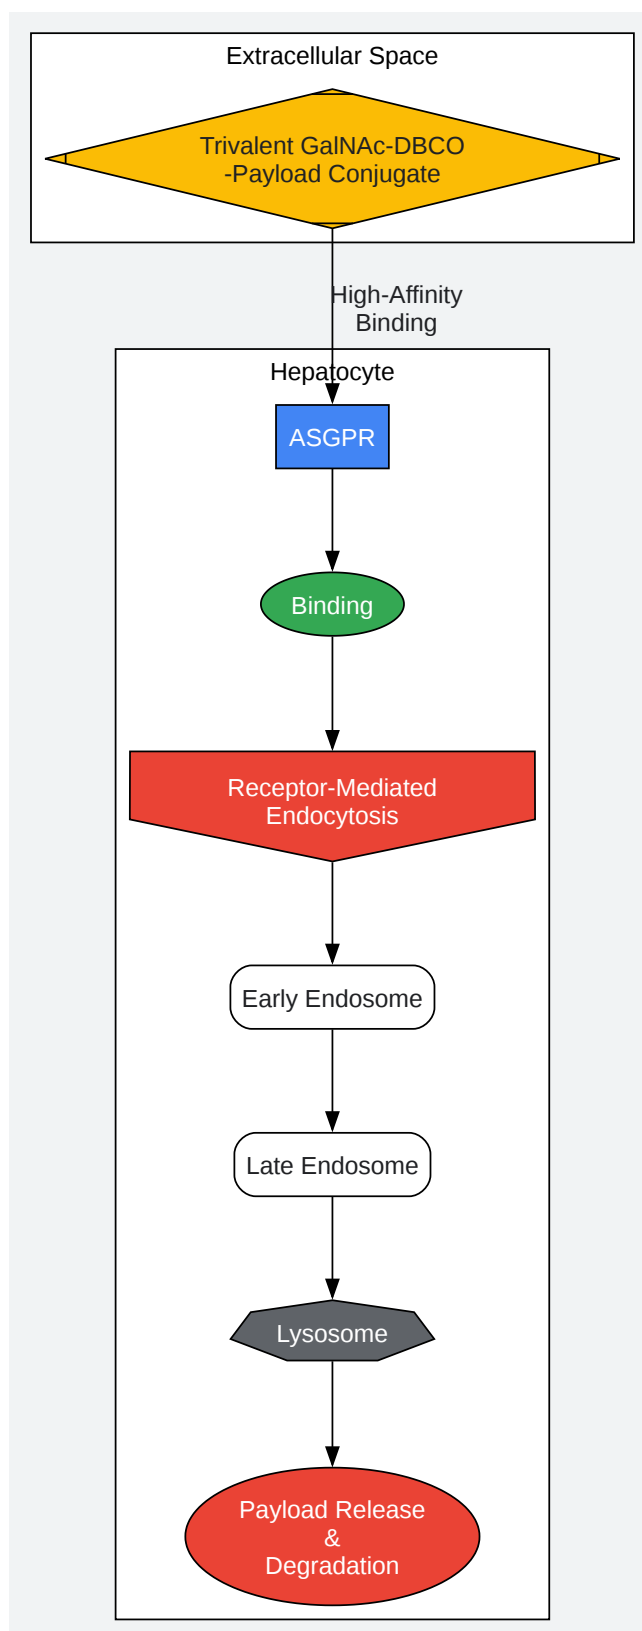 Extracellular Space
Trivalent GalNAc-DBCO
-Payload Conjugate
High-Affinity
Binding
Hepatocyte
ASGPR
Binding
Receptor-Mediated
Endocytosis
Early Endosome
Late Endosome
Lysosome
Payload Release
&
Degradation